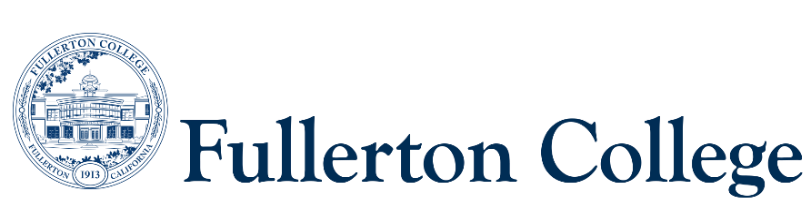 FULLERTON COLLEGE
FULLERTON 1913 CALIFORNIA
Fullerton College